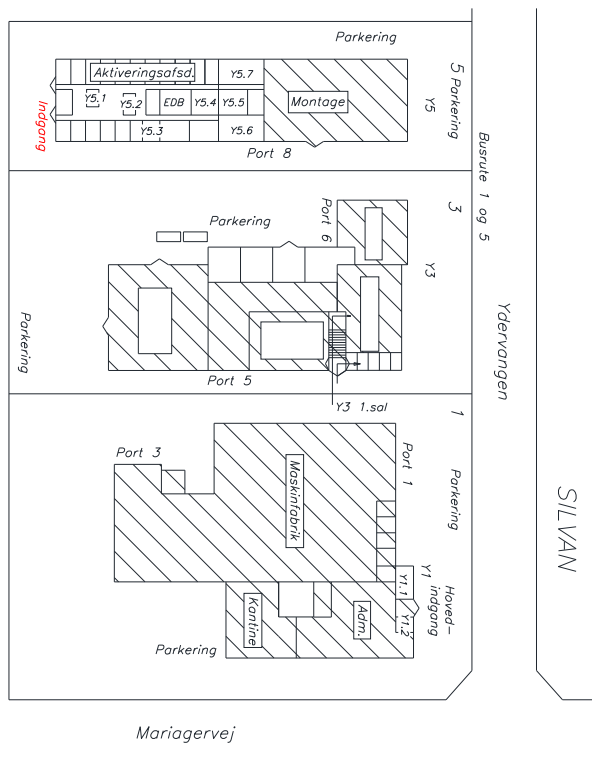 Parkering
5 Parkering
Aktiveringsafsd.
Y5.7
Y5.1
Y5.2
EDB
Y5.4
Y5.5
Montage
Y5
Indgang
Y5.3
Y5.6
Port 8
Busrute 1 og 5
3
Port 6
Parkering
Y3
Parkering
Ydervangen
Port 5
Y3 1.sal
1
Port 3
Port 1
Maskinfabrik
Parkering
SILVAN
Y1
Y1.1
Hoved-
indgang
Y1.2
Kantine
Adm.
Parkering
Mariagervej